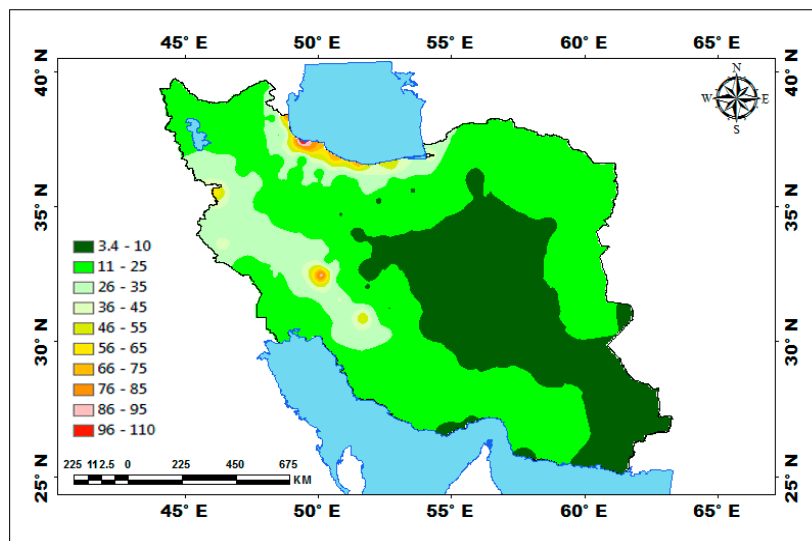 45° E 50° E 55° E 60° E 65° E
40° N
35° N
30° N
25° N
40° N
35° N
30° N
25° N
N
W E
S
3.4 - 10
11 - 25
26 - 35
36 - 45
46 - 55
56 - 65
66 - 75
76 - 85
86 - 95
96 - 110
225 112.5 0 225 450 675
KM
45° E 50° E 55° E 60° E 65° E